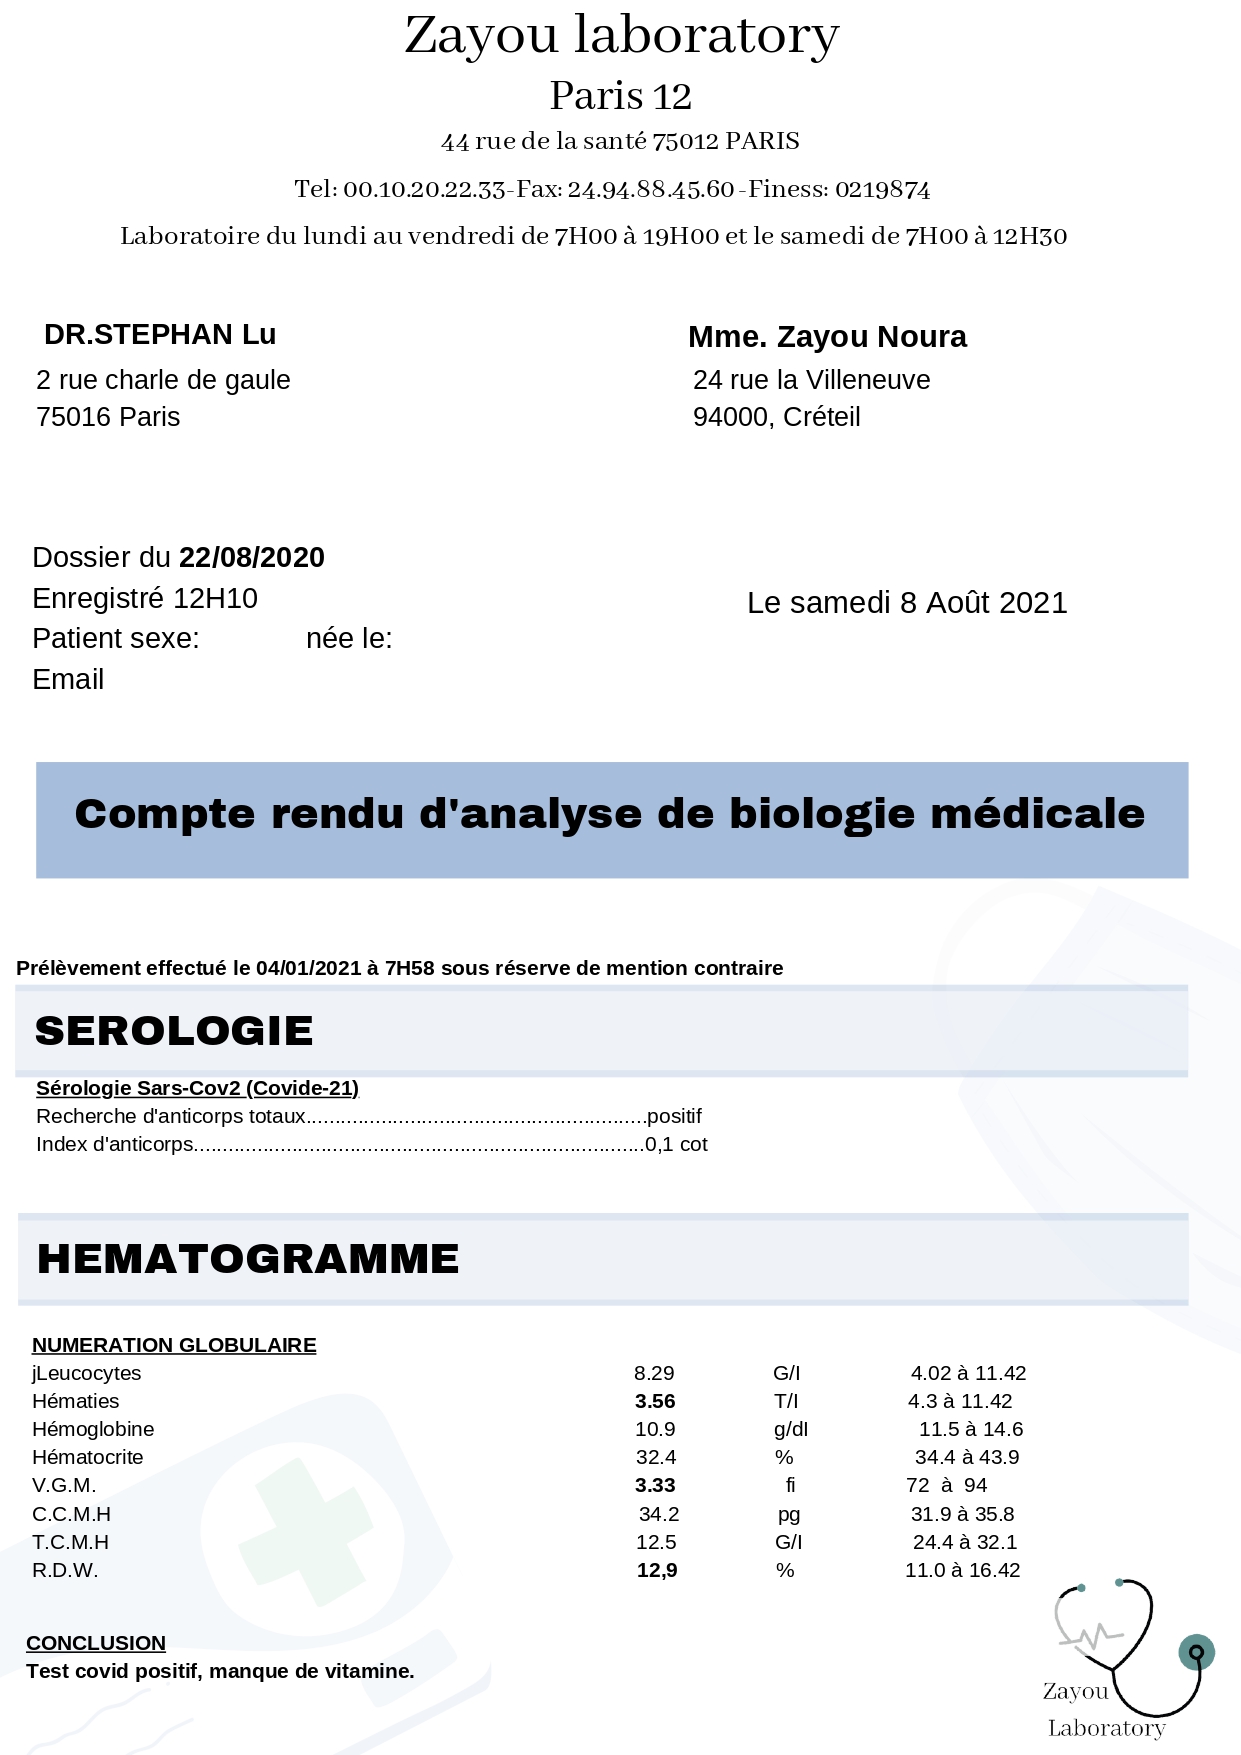 Zayou laboratory
Paris 12
44 rue de la santé 75012 PARIS
Tel: 00.10.20.22.33-Fax: 24.94.88.45.60 -Finess: 0219874
Laboratoire du lundi au vendredi de 7H00 à 19H00 et le samedi de 7H00 à 12H30
DR.STEPHAN Lu
2 rue charle de gaule
75016 Paris
Mme. Zayou Noura
24 rue la Villeneuve
94000, Créteil
Dossier du 22/08/2020
Enregistré 12H10
Patient sexe: née le:
Email
Le samedi 8 Août 2021
Compte rendu d'analyse de biologie médicale
Prélèvement effectué le 04/01/2021 à 7H58 sous réserve de mention contraire
SEROLOGIE
Sérologie Sars-Cov2 (Covide-21)
Recherche d'anticorps totaux............................................................positif
Index d'anticorps...............................................................................0,1 cot
HEMATOGRAMME
NUMERATION GLOBULAIRE
jLeucocytes 8.29 G/l 4.02 à 11.42
Hématies 3.56 T/l 4.3 à 11.42
Hémoglobine 10.9 g/dl 11.5 à 14.6
Hématocrite 32.4 % 34.4 à 43.9
V.G.M. 3.33 fi 72 à 94
C.C.M.H 34.2 pg 31.9 à 35.8
T.C.M.H 12.5 G/l 24.4 à 32.1
R.D.W. 12,9 % 11.0 à 16.42
CONCLUSION
Test covid positif, manque de vitamine.
Zayou
Laboratory